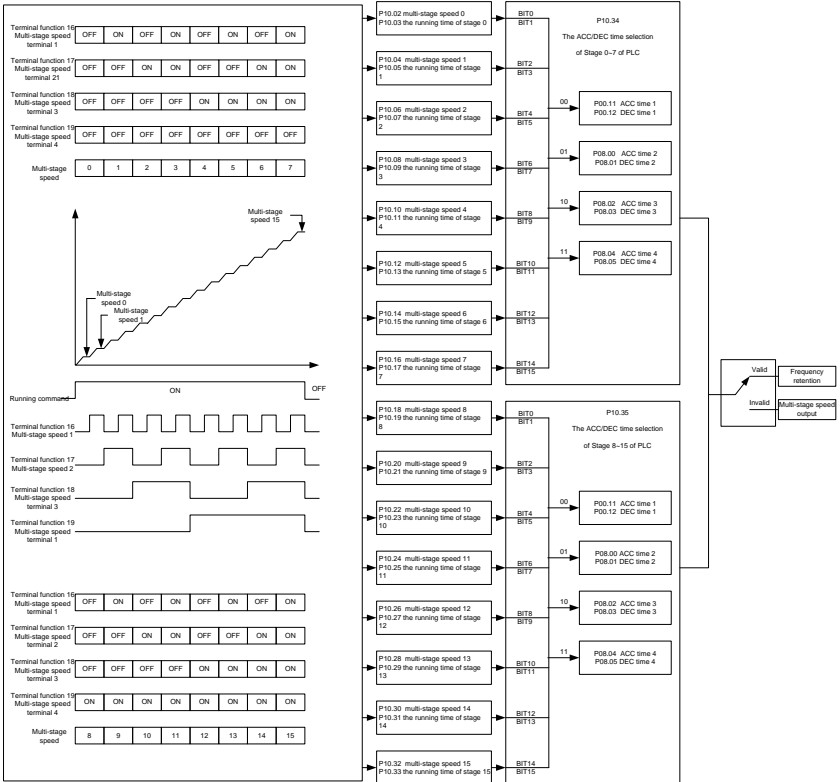 Terminal function 16
Multi-stage speed
terminal 1
OFF ON OFF ON OFF ON OFF ON
Terminal function 17
Multi-stage speed
terminal 21
OFF OFF ON ON OFF OFF ON ON
Terminal function 18
Multi-stage speed
terminal 3
OFF OFF OFF OFF ON ON ON ON
Terminal function 19
Multi-stage speed
terminal 4
OFF OFF OFF OFF OFF OFF OFF OFF
Multi-stage
speed
0 1 2 3 4 5 6 7
Multi-stage
speed 15
Multi-stage
speed 0
Multi-stage
speed 1
Running command
ON
OFF
Terminal function 16
Multi-stage speed 1
Terminal function 17
Multi-stage speed 2
Terminal function 18
Multi-stage speed
terminal 3
Terminal function 19
Multi-stage speed
terminal 1
Terminal function 16
Multi-stage speed
terminal 1
OFF ON OFF ON OFF ON OFF ON
Terminal function 17
Multi-stage speed
terminal 2
OFF OFF ON ON OFF OFF ON ON
Terminal function 18
Multi-stage speed
terminal 3
OFF OFF OFF OFF ON ON ON ON
Terminal function 19
Multi-stage speed
terminal 4
ON ON ON ON ON ON ON ON
Multi-stage
speed
8 9 10 11 12 13 14 15
P10.02 multi-stage speed 0
P10.03 the running time of stage 0
P10.04 multi-stage speed 1
P10.05 the running time of stage
1
P10.06 multi-stage speed 2
P10.07 the running time of stage
2
P10.08 multi-stage speed 3
P10.09 the running time of stage
3
P10.10 multi-stage speed 4
P10.11 the running time of stage
4
P10.12 multi-stage speed 5
P10.13 the running time of stage 5
P10.14 multi-stage speed 6
P10.15 the running time of stage 6
P10.16 multi-stage speed 7
P10.17 the running time of stage
7
P10.18 multi-stage speed 8
P10.19 the running time of stage
8
P10.20 multi-stage speed 9
P10.21 the running time of stage 9
P10.22 multi-stage speed 10
P10.23 the running time of stage
10
P10.24 multi-stage speed 11
P10.25 the running time of stage
11
P10.26 multi-stage speed 12
P10.27 the running time of stage
12
P10.28 multi-stage speed 13
P10.29 the running time of stage
13
P10.30 multi-stage speed 14
P10.31 the running time of stage
14
P10.32 multi-stage speed 15
P10.33 the running time of stage 15
BIT0
BIT1
BIT2
BIT3
BIT4
BIT5
BIT6
BIT7
BIT8
BIT9
BIT10
BIT11
BIT12
BIT13
BIT14
BIT15
P10.34
The ACC/DEC time selection
of Stage 0~7 of PLC
00
P00.11 ACC time 1
P00.12 DEC time 1
01
P08.00 ACC time 2
P08.01 DEC time 2
10
P08.02 ACC time 3
P08.03 DEC time 3
11
P08.04 ACC time 4
P08.05 DEC time 4
BIT0
BIT1
BIT2
BIT3
BIT4
BIT5
BIT6
BIT7
BIT8
BIT9
BIT10
BIT11
BIT12
BIT13
BIT14
BIT15
P10.35
The ACC/DEC time selection
of Stage 8~15 of PLC
00
P00.11 ACC time 1
P00.12 DEC time 1
01
P08.00 ACC time 2
P08.01 DEC time 2
10
P08.02 ACC time 3
P08.03 DEC time 3
11
P08.04 ACC time 4
P08.05 DEC time 4
Valid
Frequency
retention
Invalid
Multi-stage speed
output